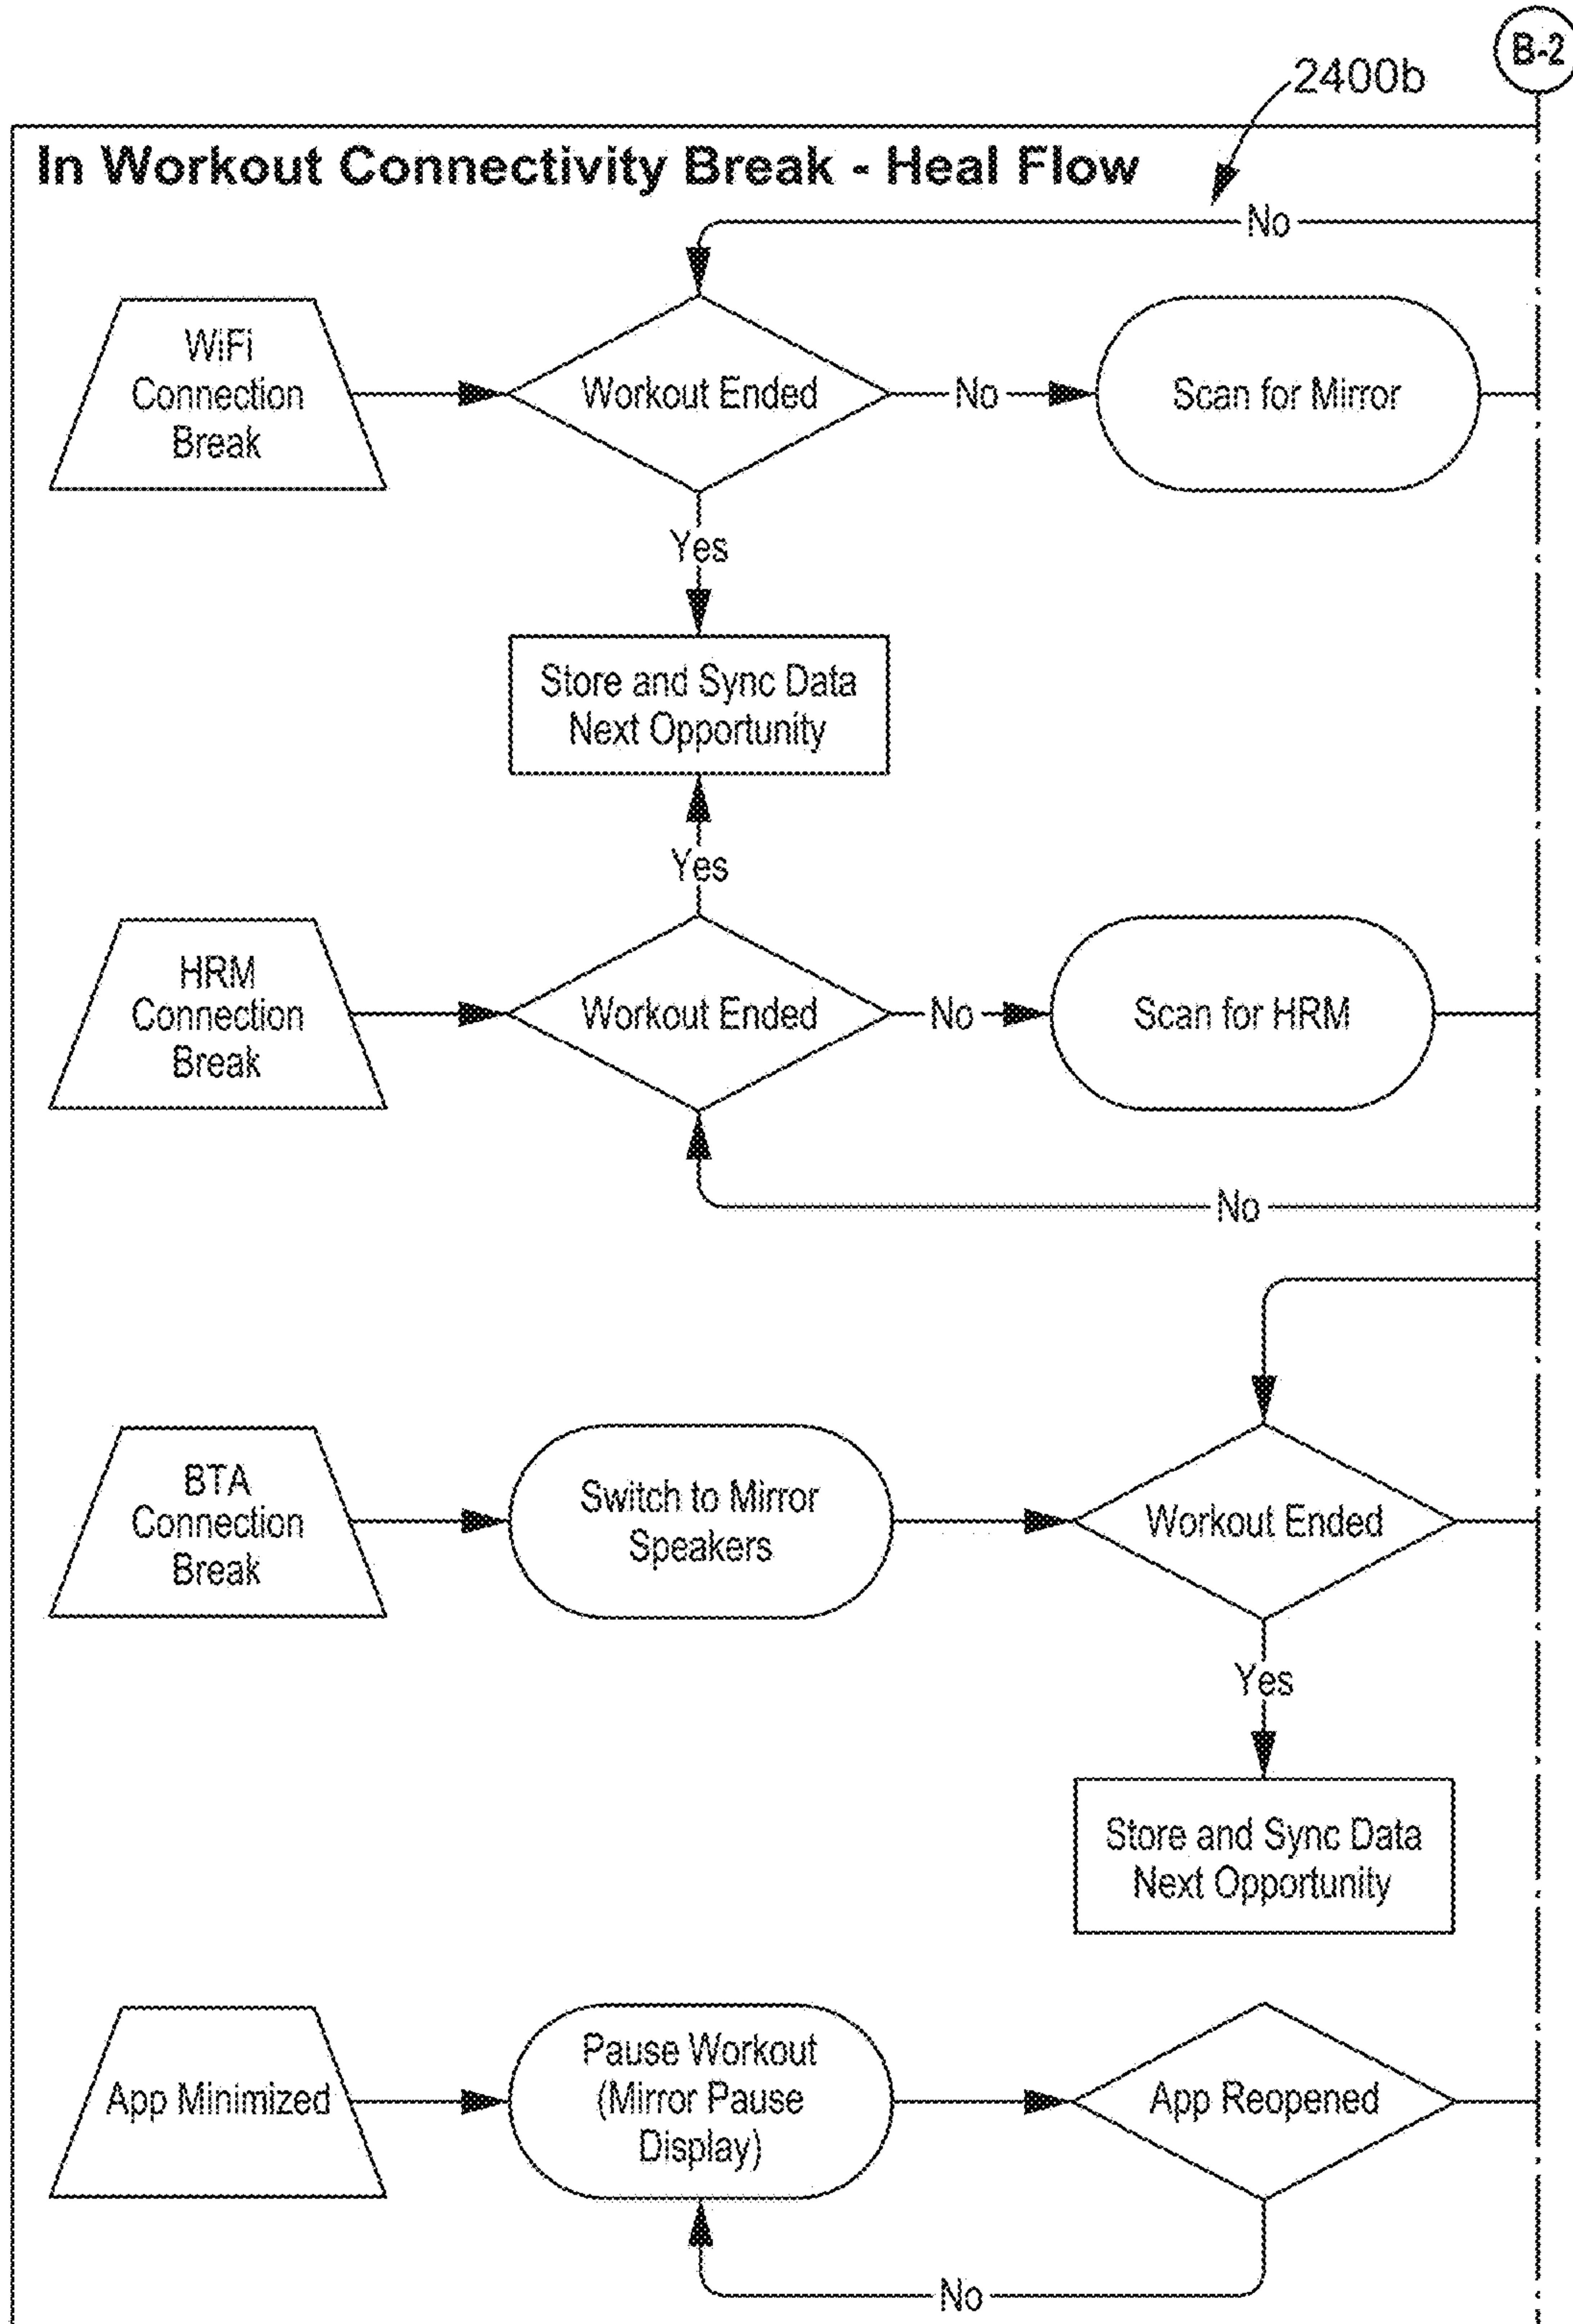 B-2
2400b
In Workout Connectivity Break - Heal Flow
No
WiFi
Connection
Break
Workout Ended
No
Scan for Mirror
Yes
Store and Sync Data
Next Opportunity
Yes
HRM
Connection
Break
Workout Ended
No
Scan for HRM
No
BTA
Connection
Break
Switch to Mirror
Speakers
Workout Ended
Yes
Store and Sync Data
Next Opportunity
App Minimized
Pause Workout
(Mirror Pause
Display)
App Reopened
No